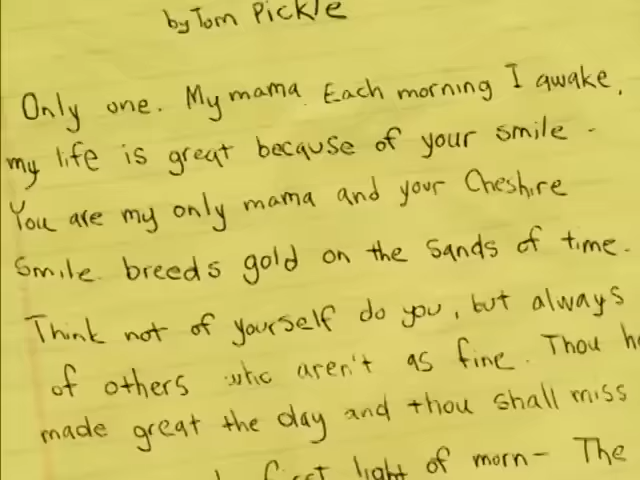 by Tom Pickle
Only one. My mama. Each morning I awake,
my life is great because of your smile -
You are my only mama and your Cheshire
smile breeds gold on the sands of time.
Think not of yourself do you, but always
of others who aren't as fine. Thou
made great the day and thou shall miss
first light of morn- The